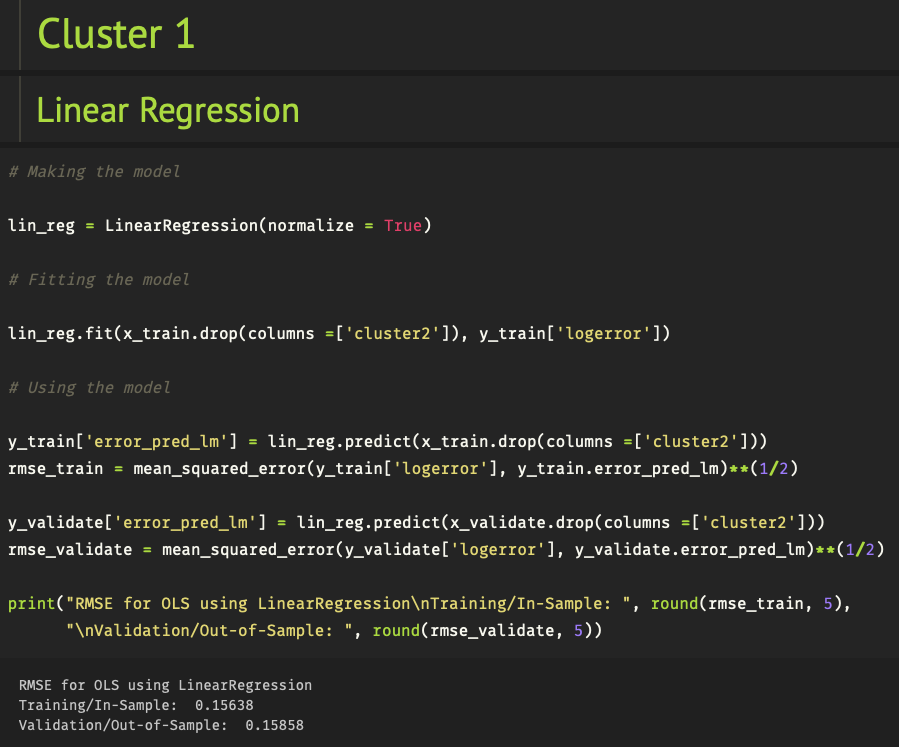 Cluster 1
Linear Regression
# Making the model
lin_reg = LinearRegression(normalize = True)
# Fitting the model
lin_reg.fit(x_train.drop(columns =['cluster2']), y_train['logerror'])
# Using the model
y_train['error_pred_lm'] = lin_reg.predict(x_train.drop(columns =['cluster2']))
rmse_train = mean_squared_error(y_train['logerror'], y_train.error_pred_lm)**(1/2)
y_validate['error_pred_lm'] = lin_reg.predict(x_validate.drop(columns =['cluster2']))
rmse_validate = mean_squared_error(y_validate['logerror'], y_validate.error_pred_lm)**(1/2)
print("RMSE for OLS using LinearRegression\nTraining/In-Sample: ", round(rmse_train, 5),
"\nValidation/Out-of-Sample: ", round(rmse_validate, 5))
RMSE for OLS using LinearRegression
Training/In-Sample:  0.15638
Validation/Out-of-Sample:  0.15858